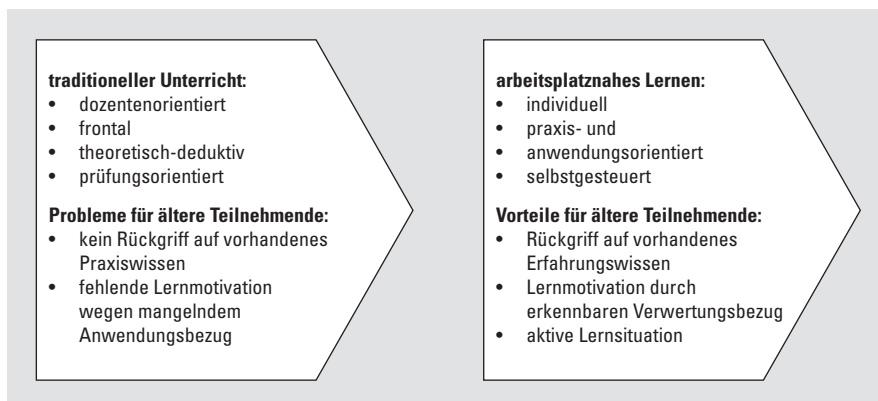 traditioneller Unterricht:
• dozentenorientiert
• frontal
• theoretisch-deduktiv
• prüfungsorientiert
Probleme für ältere Teilnehmende:
• kein Rückgriff auf vorhandenes
Praxiswissen
• fehlende Lernmotivation
wegen mangelndem
Anwendungsbezug
arbeitsplatznahes Lernen:
• individuell
• praxis- und
• anwendungsorientiert
• selbstgesteuert
Vorteile für ältere Teilnehmende:
• Rückgriff auf vorhandenes
Erfahrungswissen
• Lernmotivation durch
erkennbaren Verwertungsbezug
• aktive Lernsituation